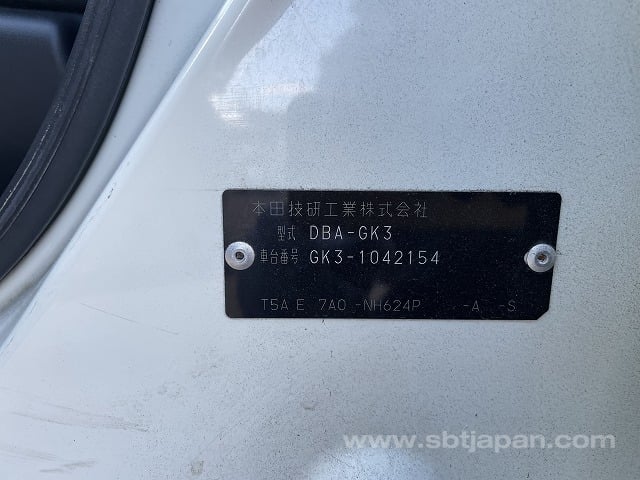 本田技研工業株式会社
型式 DBA-GK3
車台番号 GK3-1042154
T5A E 7A0 -NH624P -A -S
www.sbtjapan.com